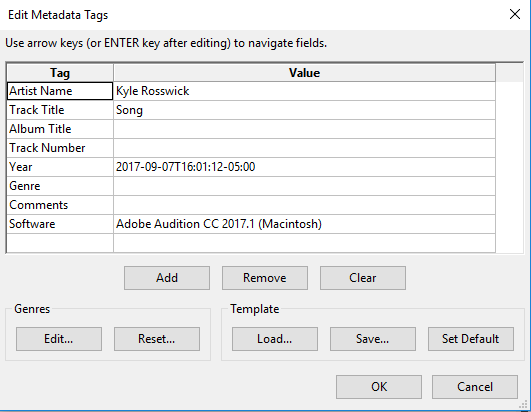 Edit Metadata Tags
Use arrow keys (or ENTER key after editing) to navigate fields.
Tag Value
Artist Name Kyle Rosswick
Track Title Song
Album Title
Track Number
Year 2017-09-07T16:01:12-05:00
Genre
Comments
Software Adobe Audition CC 2017.1 (Macintosh)
Add Remove Clear
Genres Template
Edit... Reset... Load... Save... Set Default
OK Cancel